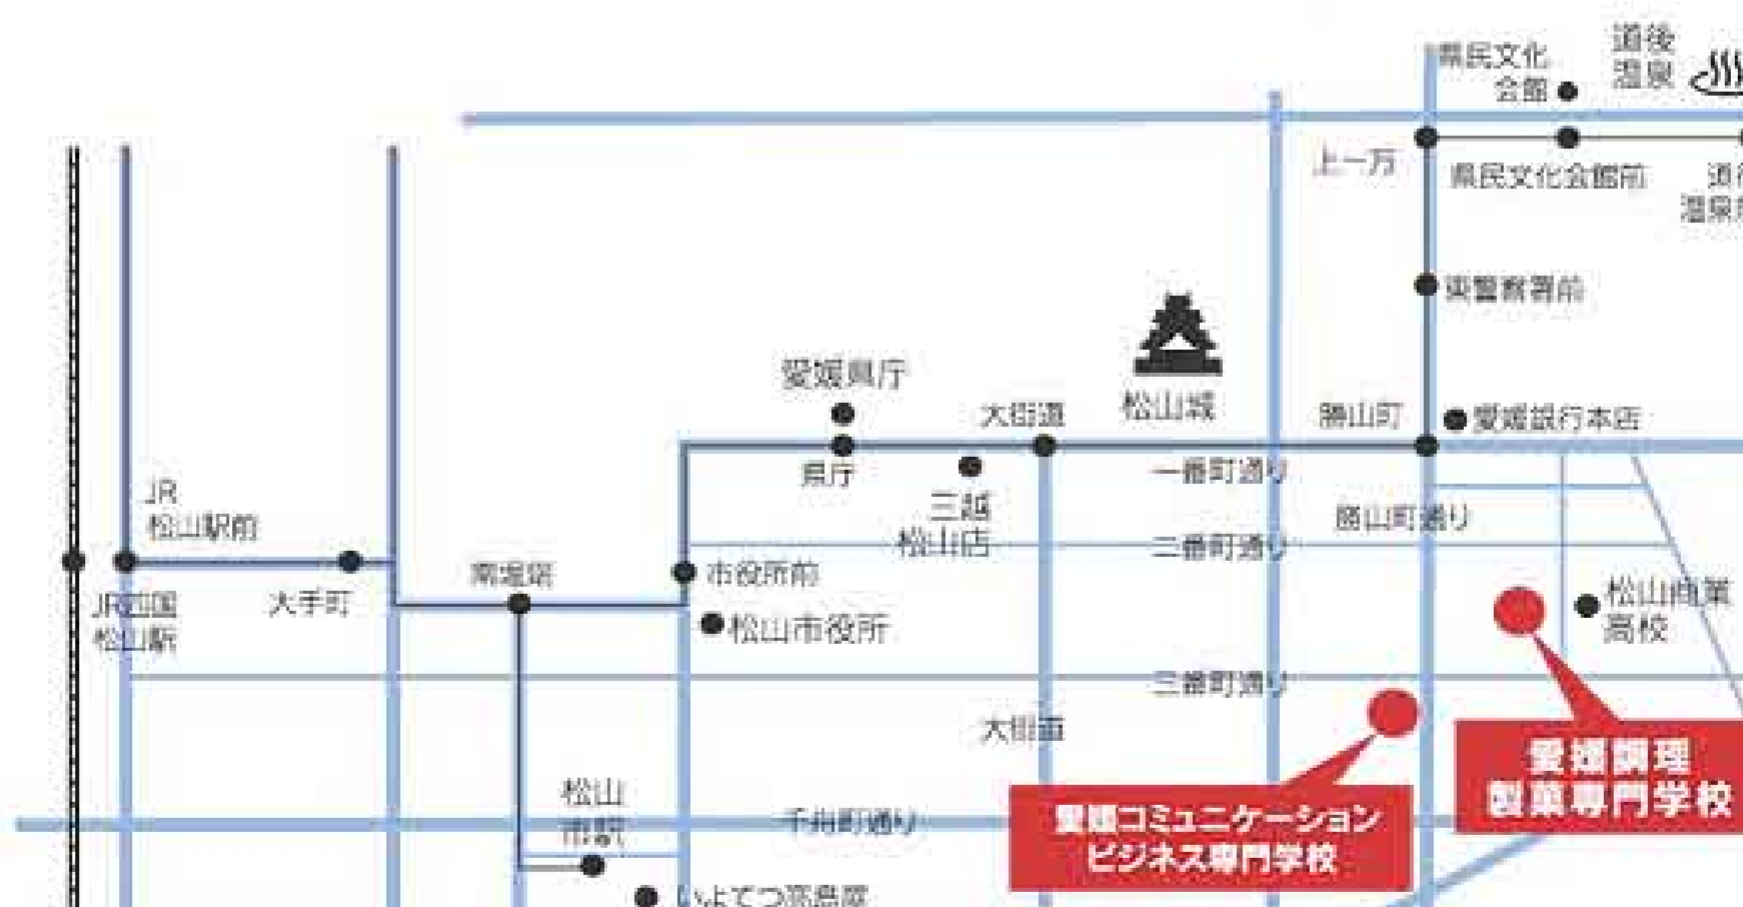 県民文化
会館
道後
温泉
上一万
県民文化会館前
東警察署前
愛媛県庁
大街道
松山城
勝山町
愛媛銀行本店
県庁
一番町通り
三越
松山店
二番町通り
勝山町通り
JR
松山駅前
南堀端
市役所前
JR四国
松山駅
大手町
松山市役所
松山商業
高校
三番町通り
大街道
愛媛調理
製菓専門学校
松山
市駅
千舟町通り
愛媛コミュニケーション
ビジネス専門学校
いよてつ髙島屋